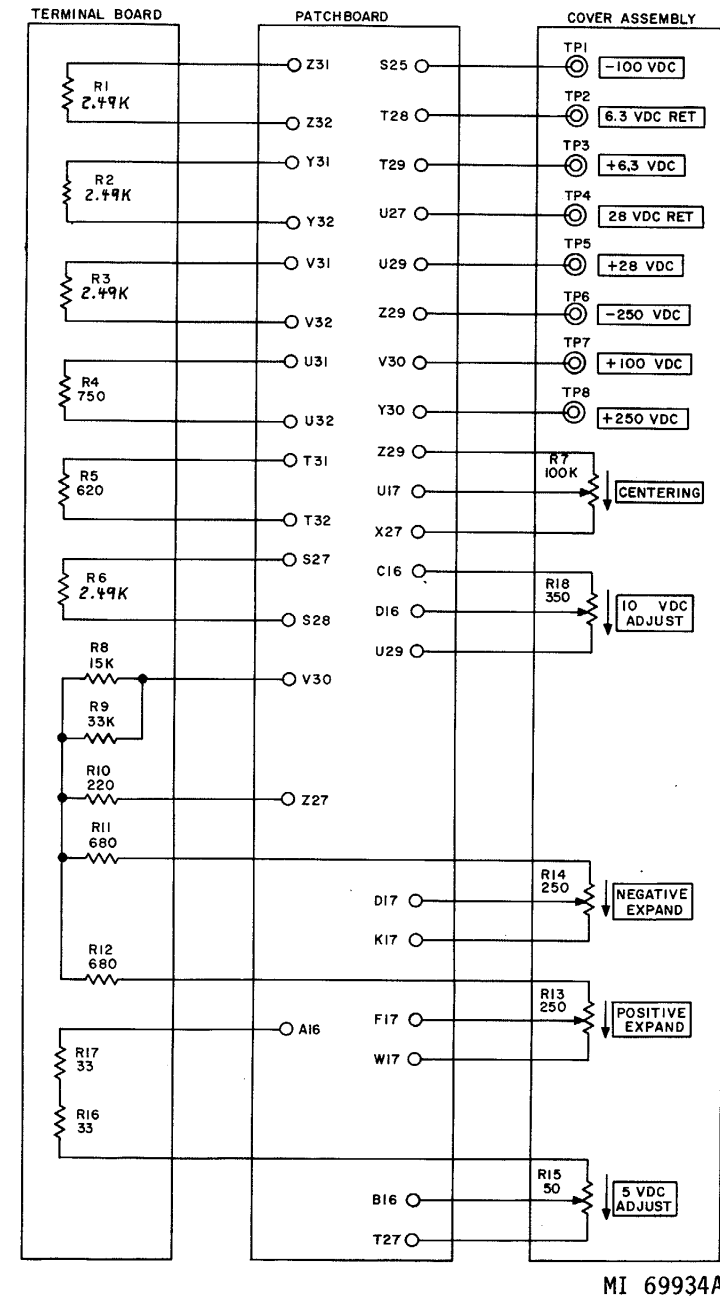 TERMINAL BOARD
PATCHBOARD
COVER ASSEMBLY
R1
2.49K
Z31
Z32
R2
2.49K
Y31
Y32
R3
2.49K
V31
V32
R4
750
U31
U32
R5
620
T31
T32
R6
2.49K
S27
S28
R8
15K
V30
R9
33K
R10
220
Z27
R11
680
R12
680
A16
R17
33
R16
33
S25
TP1
-100 VDC
T28
TP2
6.3 VDC RET
T29
TP3
+6.3 VDC
U27
TP4
28 VDC RET
U29
TP5
+28 VDC
Z29
TP6
-250 VDC
V30
TP7
+100 VDC
Y30
TP8
+250 VDC
Z29
R7
100K
U17
CENTERING
X27
C16
R18
350
D16
10 VDC
ADJUST
U29
R14
250
D17
NEGATIVE
EXPAND
K17
R13
250
F17
POSITIVE
EXPAND
W17
R15
50
B16
5 VDC
ADJUST
T27
MI 69934A